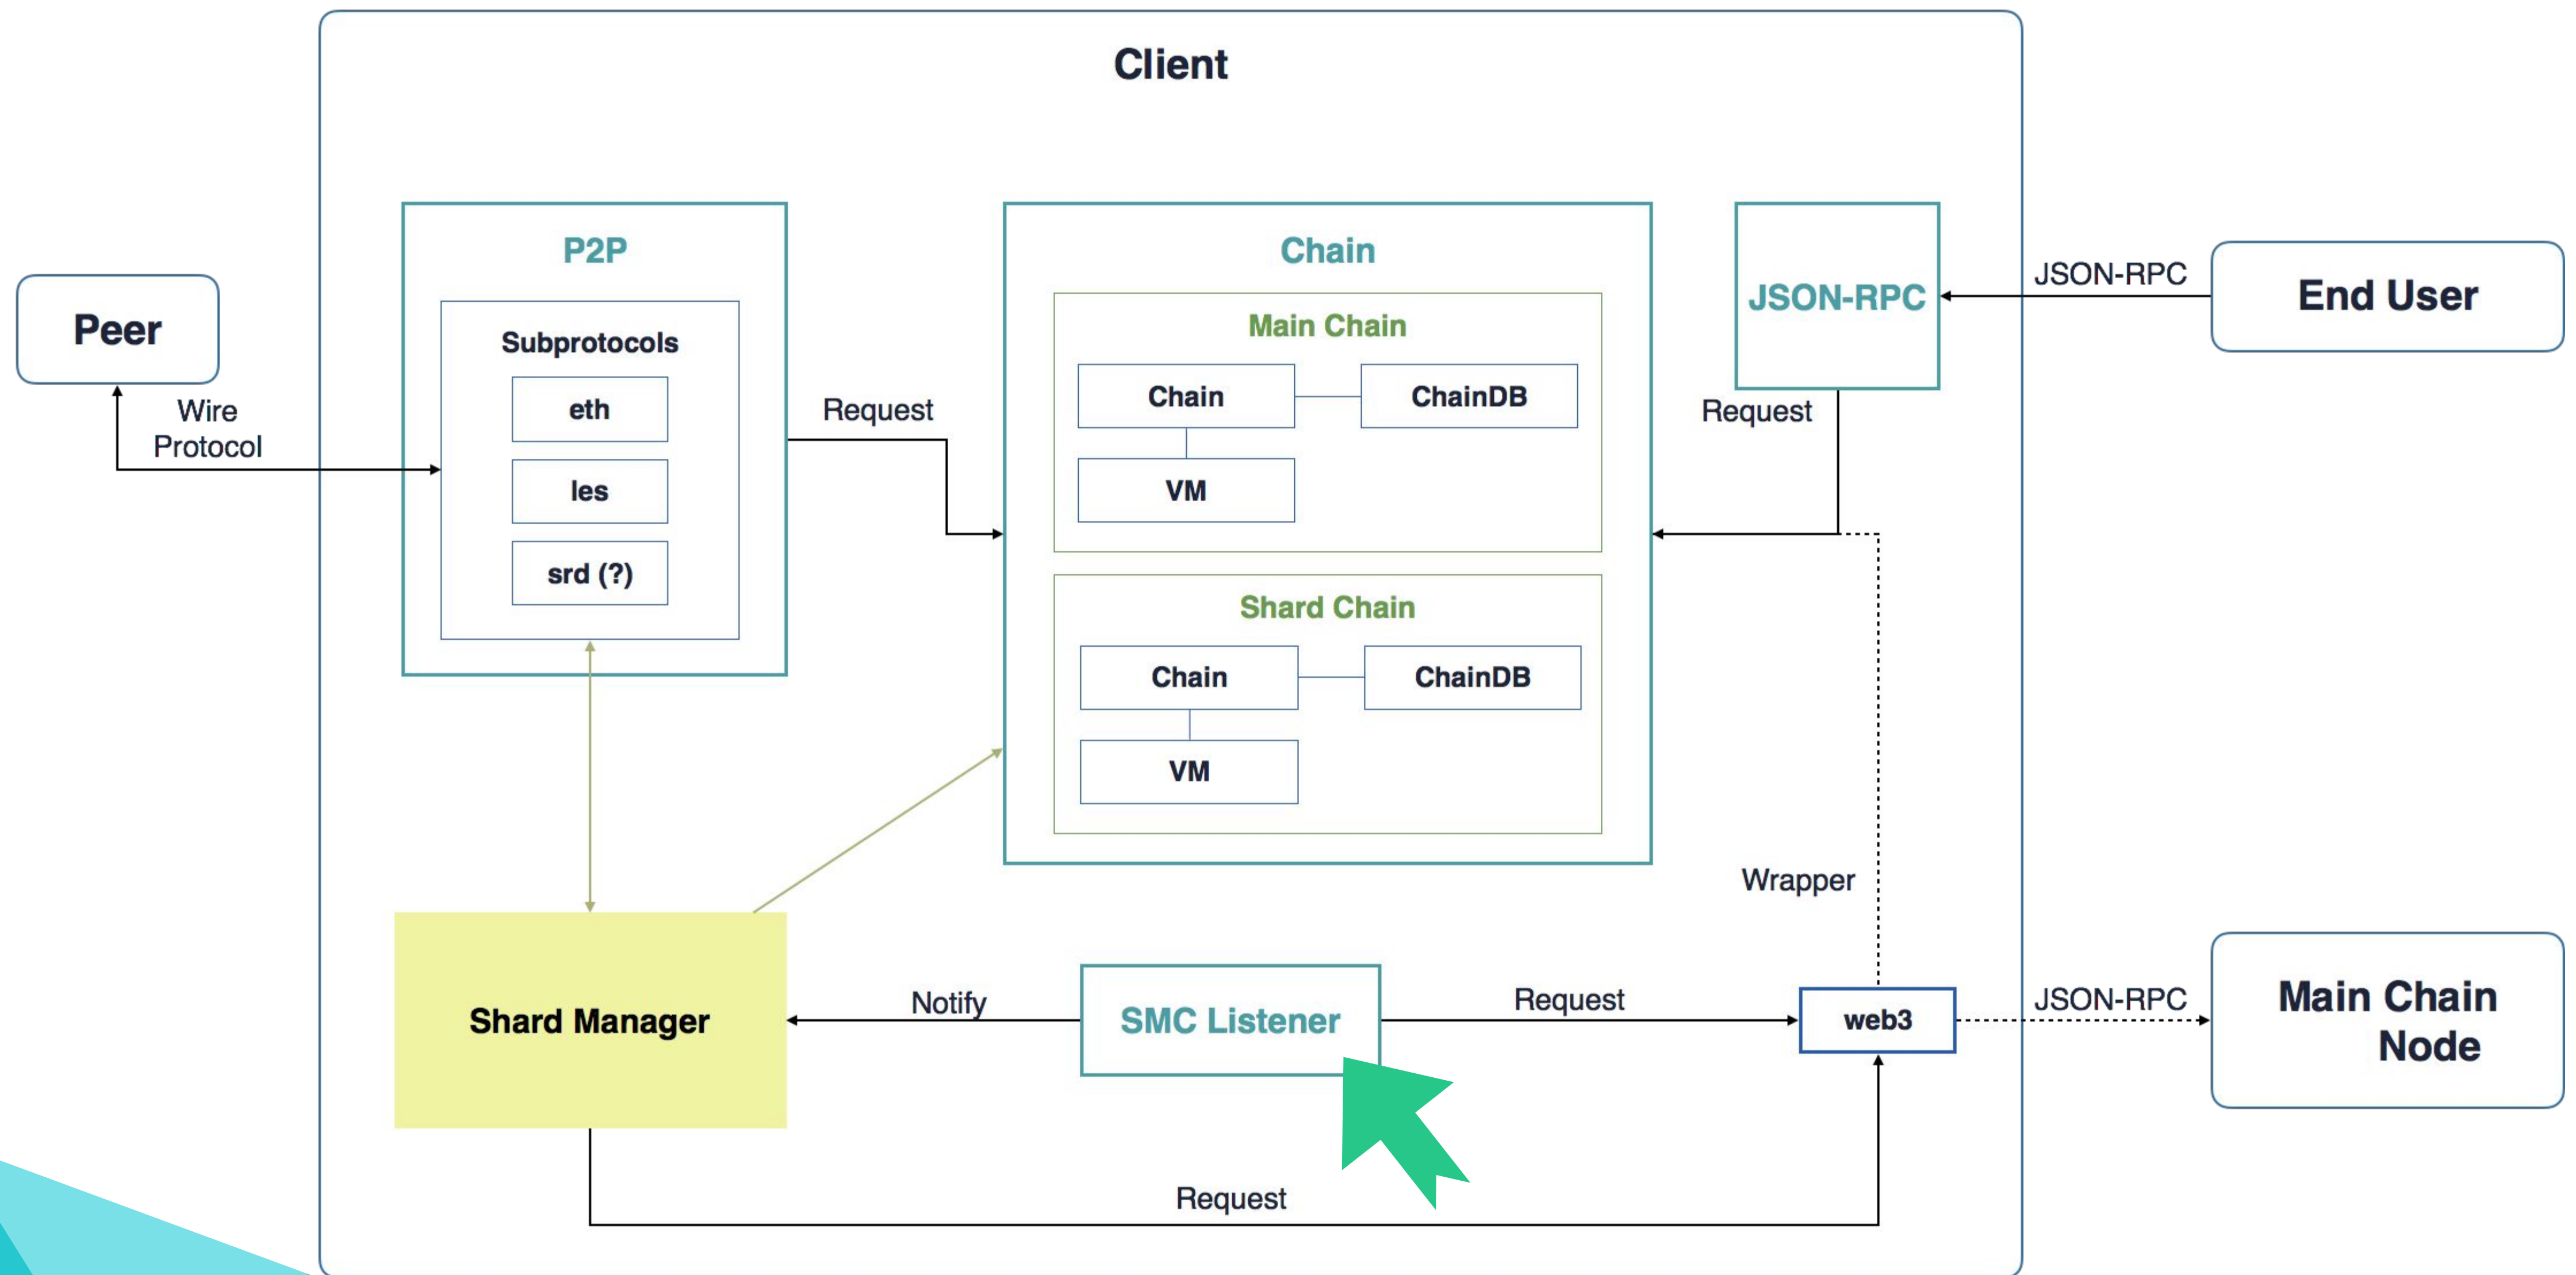 Client
P2P
Subprotocols
eth
les
srd (?)
Peer
Wire
Protocol
Request
Chain
Main Chain
Chain
ChainDB
VM
Shard Chain
Chain
ChainDB
VM
JSON-RPC
Request
JSON-RPC
End User
Wrapper
Shard Manager
Notify
SMC Listener
Request
web3
JSON-RPC
Main Chain
Node
Request